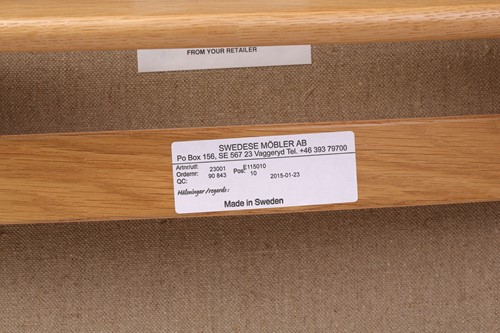 FROM YOUR RETAILER
SWEDESE MÖBLER AB
Po Box 156, SE 567 23 Vaggeryd Tel. +46 393 79700
Artnr/utf: 23001 E115010
Ordernr: 90 843 Pos: 10 2015-01-23
QC:
Hälsningar/regards:
Made in Sweden